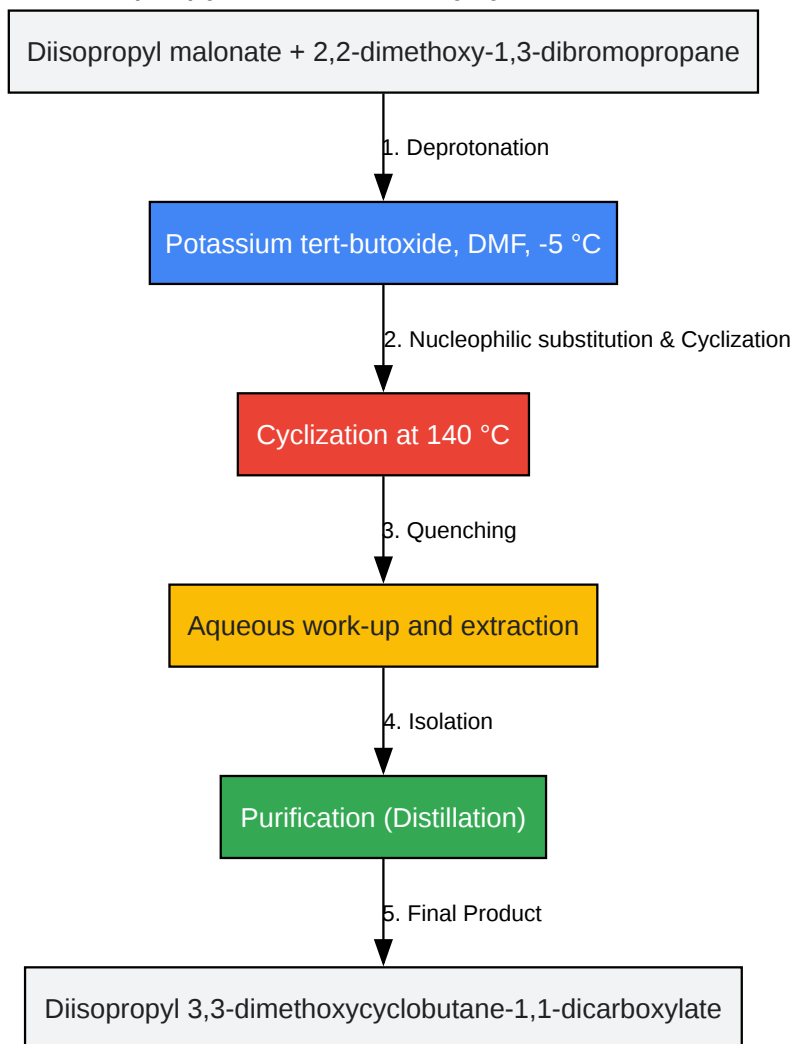 Diisopropyl malonate + 2,2-dimethoxy-1,3-dibromopropane
1. Deprotonation
Potassium tert-butoxide, DMF, -5 °C
2. Nucleophilic substitution & Cyclization
Cyclization at 140 °C
3. Quenching
Aqueous work-up and extraction
4. Isolation
Purification (Distillation)
5. Final Product
Diisopropyl 3,3-dimethoxycyclobutane-1,1-dicarboxylate